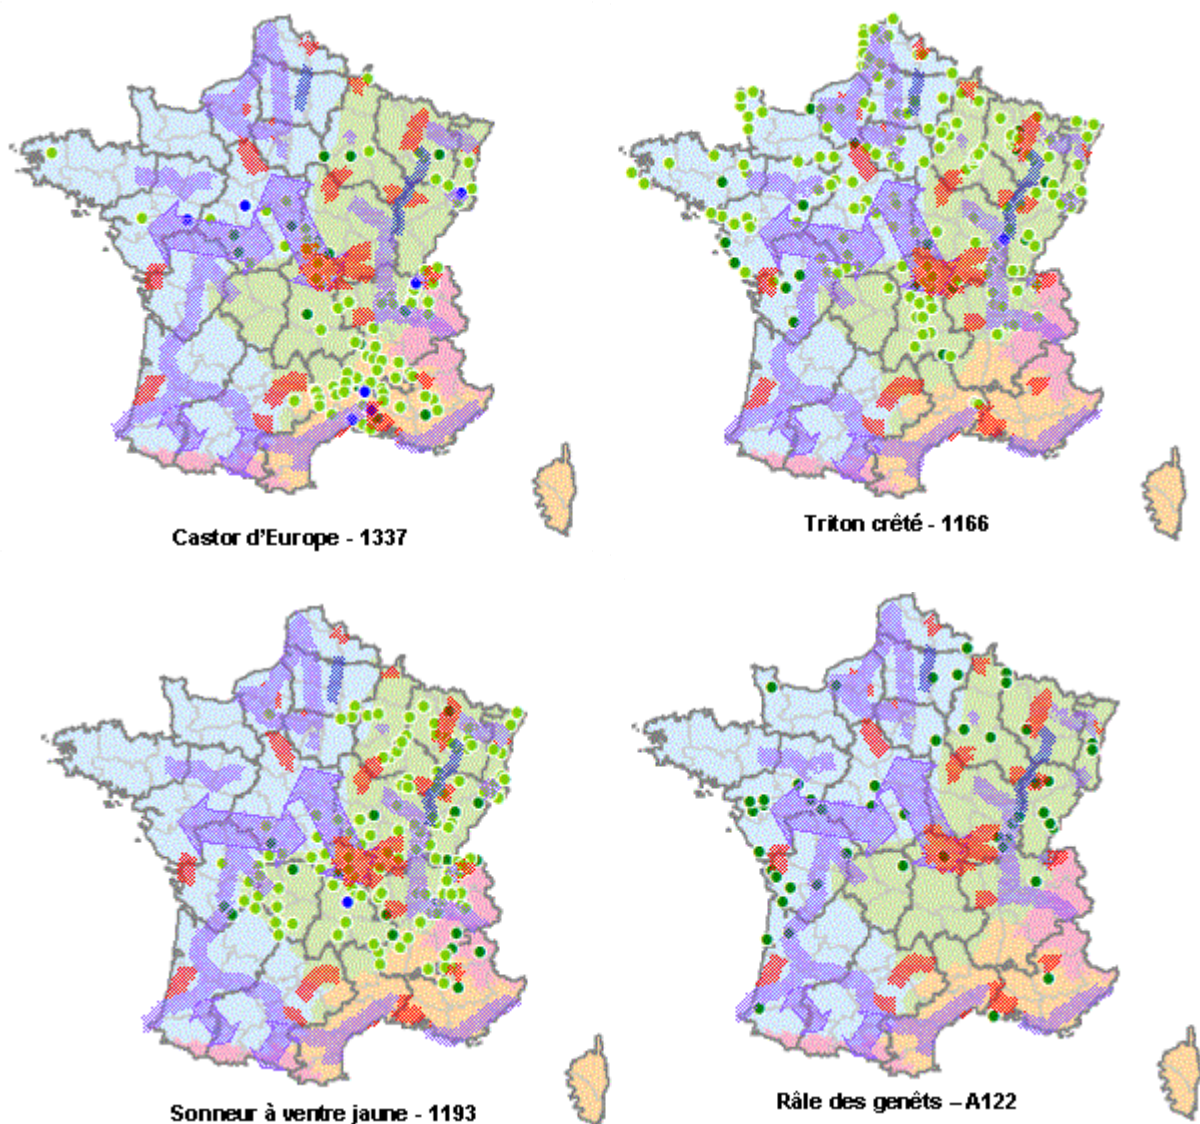 Castor d'Europe - 1337
Triton crêté - 1166
Sonneur à ventre jaune - 1193
Râle des genêts – A122